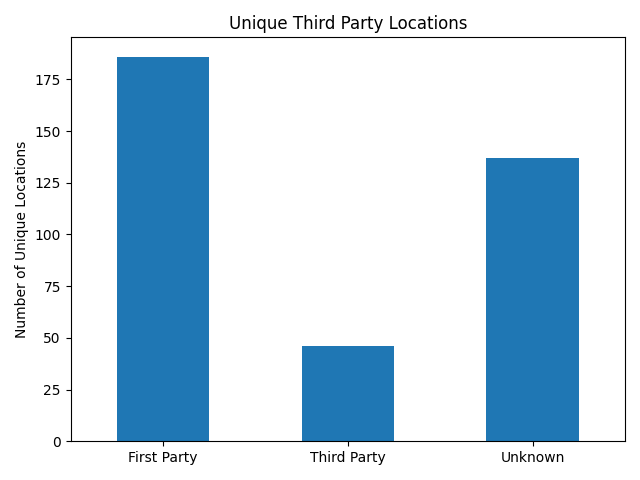 Unique Third Party Locations
Number of Unique Locations
175
150
125
100
75
50
25
0
First Party
Third Party
Unknown